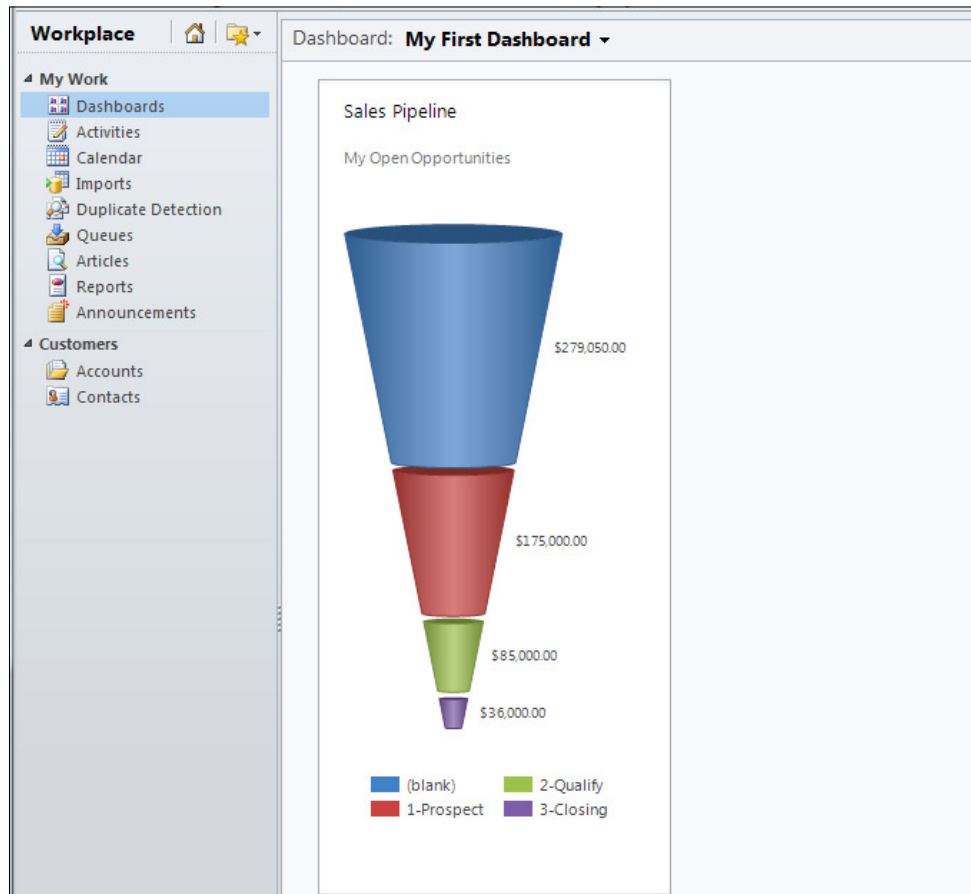 Workplace
My Work
Dashboards
Activities
Calendar
Imports
Duplicate Detection
Queues
Articles
Reports
Announcements
Customers
Accounts
Contacts
Dashboard: My First Dashboard
Sales Pipeline
My Open Opportunities
$279,050.00
$175,000.00
$85,000.00
$36,000.00
(blank) 2-Qualify
1-Prospect 3-Closing